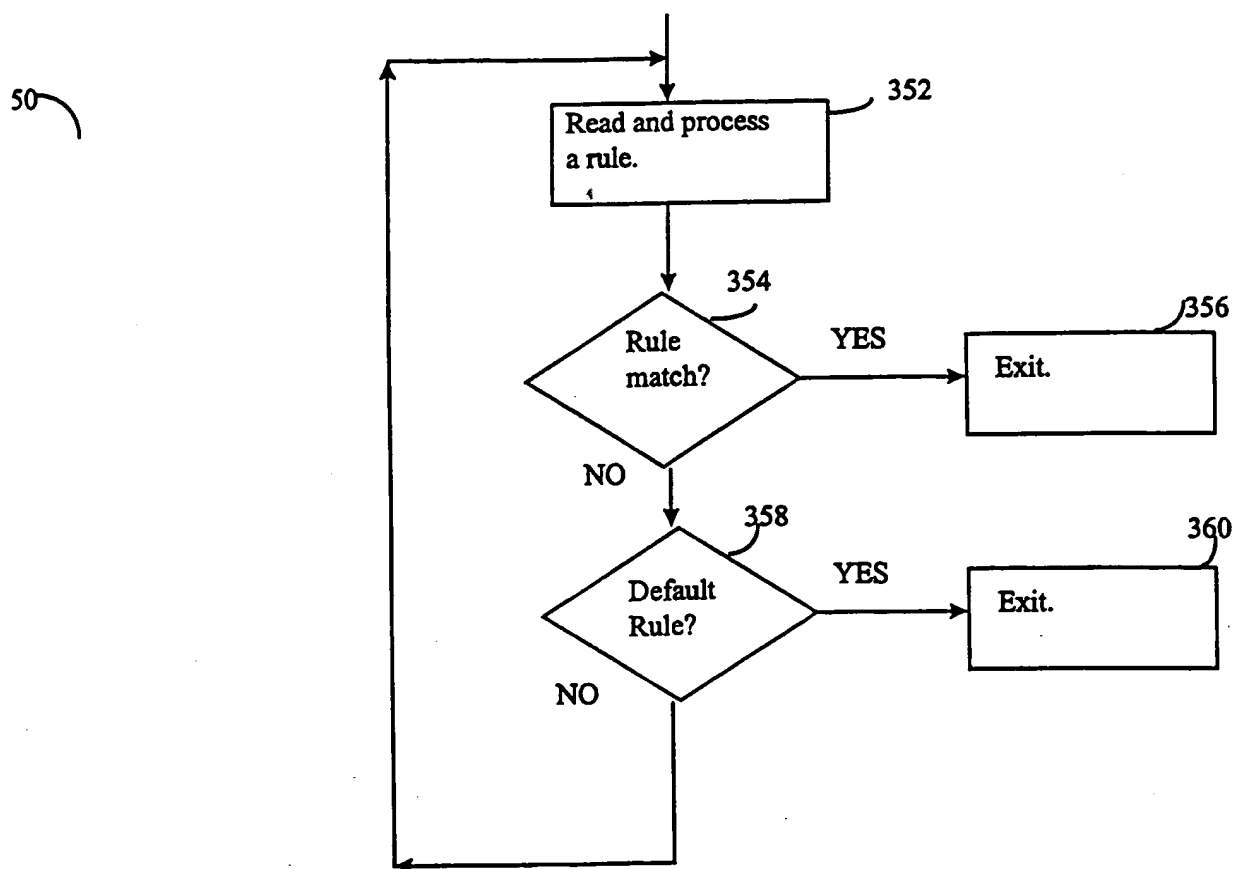 50
352
Read and process
a rule.
354
Rule
match?
YES
356
Exit.
NO
358
Default
Rule?
YES
360
Exit.
NO